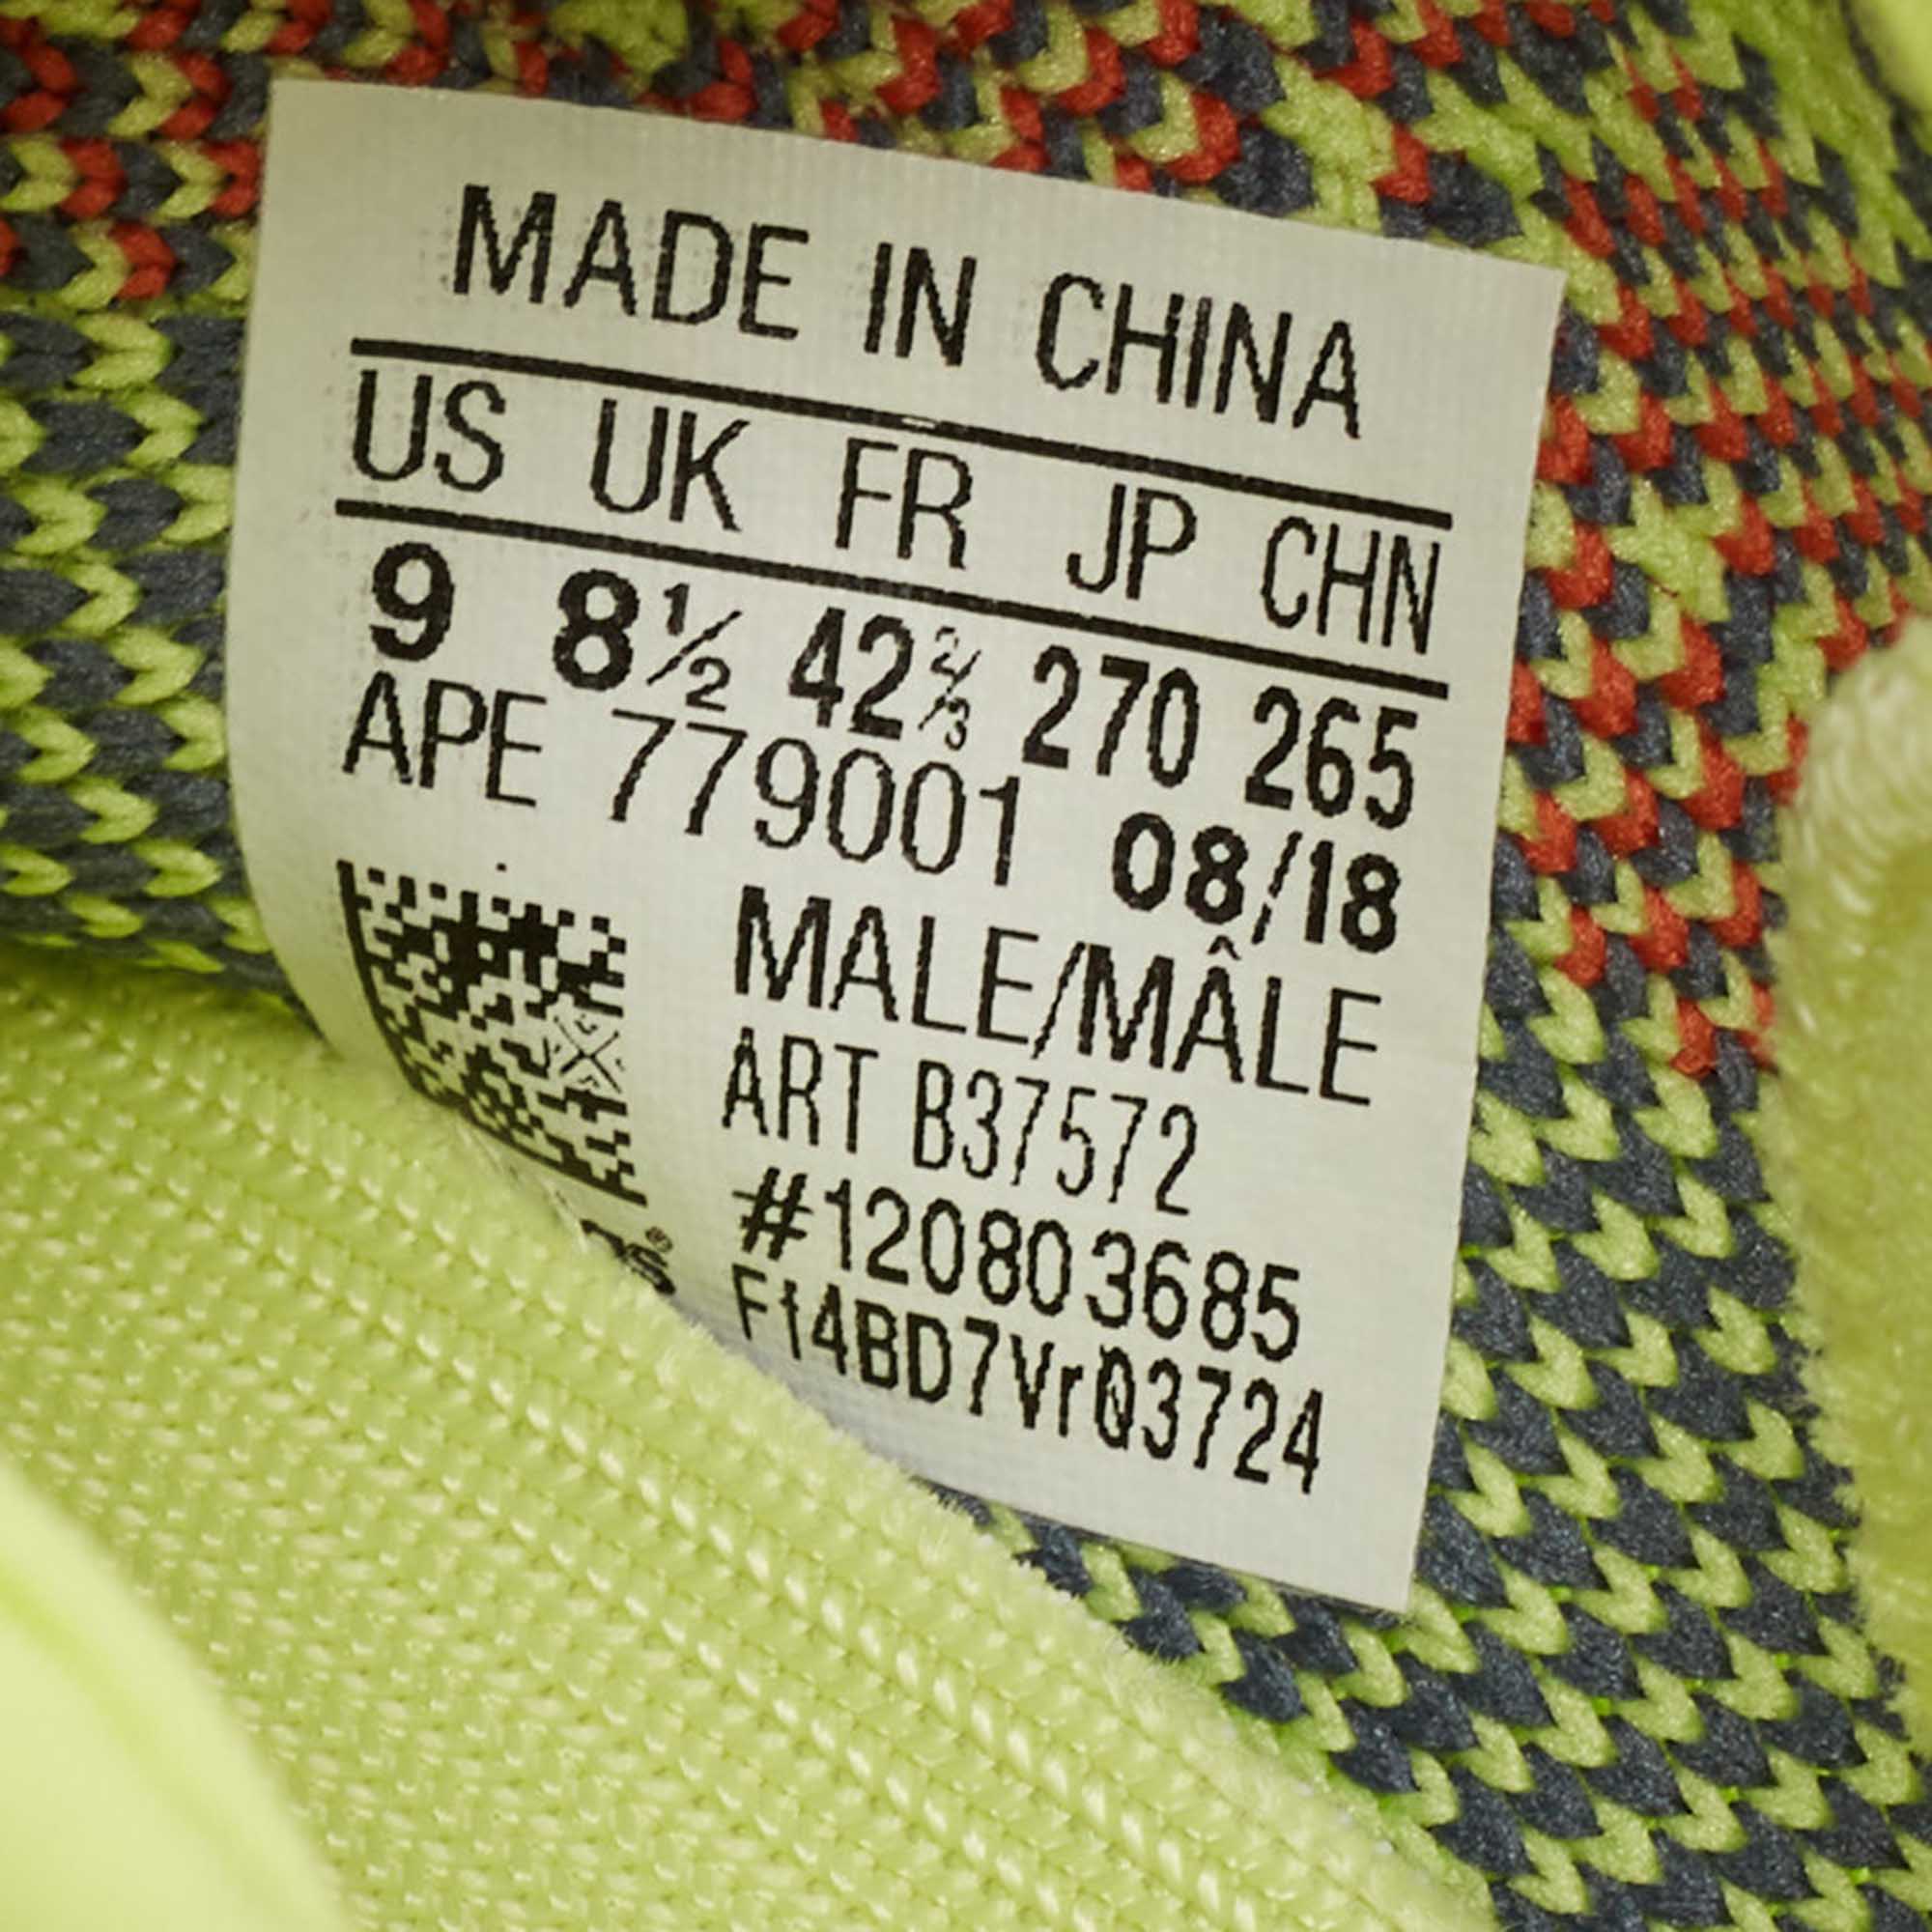 MADE IN CHINA
US UK FR JP CHN
9 8½ 42⅔ 270 265
APE 779001 08/18
MALE/MÂLE
ART B37572
#120803685
Ft4BD7Vr03724